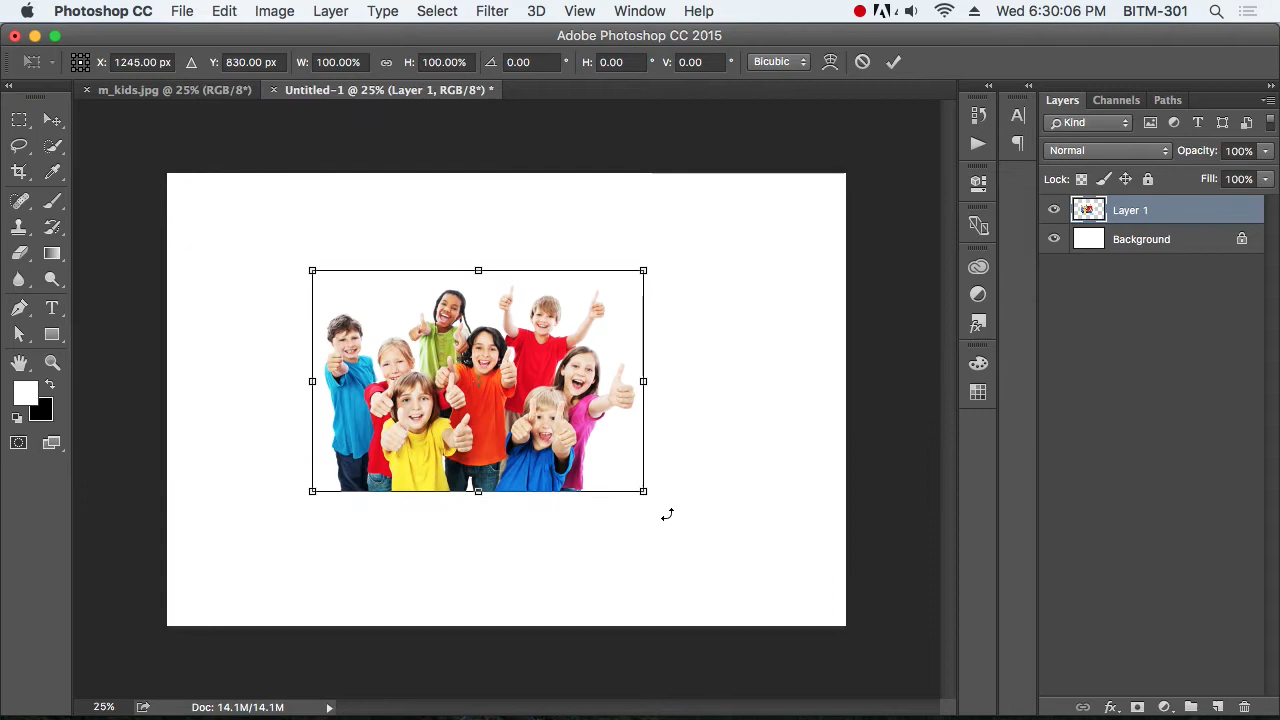 Photoshop CC File Edit Image Layer Type Select Filter 3D View Window Help Wed 6:30:06 PM BITM-301
Adobe Photoshop CC 2015
X: 1245.00 px Y: 830.00 px W: 100.00% H: 100.00% 0.00 ° H: 0.00 ° V: 0.00 ° Bicubic
× m_kids.jpg @ 25% (RGB/8*) × Untitled-1 @ 25% (Layer 1, RGB/8*) *
Layers Channels Paths
Kind
Normal Opacity: 100%
Lock: Fill: 100%
Layer 1
Background
25% Doc: 14.1M/14.1M